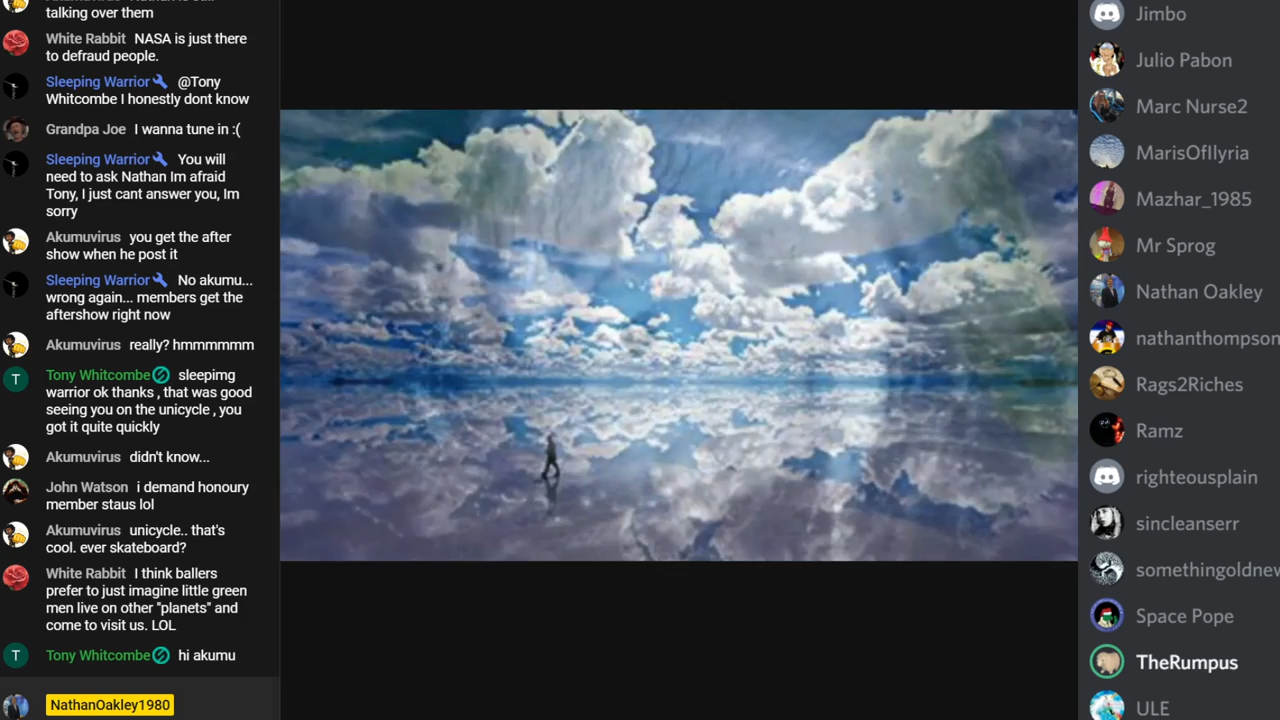 talking over them
White Rabbit NASA is just there
to defraud people.
Sleeping Warrior @Tony
Whitcombe I honestly dont know
Grandpa Joe I wanna tune in :(
Sleeping Warrior You will
need to ask Nathan Im afraid
Tony, I just cant answer you, Im
sorry
Akumuvirus you get the after
show when he post it
Sleeping Warrior No akumu...
wrong again... members get the
aftershow right now
Akumuvirus really? hmmmmmm
T
Tony Whitcombe sleepimg
warrior ok thanks , that was good
seeing you on the unicycle , you
got it quite quickly
Akumuvirus didn't know...
John Watson i demand honoury
member staus lol
Akumuvirus unicycle.. that's
cool. ever skateboard?
White Rabbit I think ballers
prefer to just imagine little green
men live on other "planets" and
come to visit us. LOL
T
Tony Whitcombe hi akumu
NathanOakley1980
Jimbo
Julio Pabon
Marc Nurse2
MarisOfIlyria
Mazhar_1985
Mr Sprog
Nathan Oakley
nathanthompson
Rags2Riches
Ramz
righteousplain
sincleanserr
somethingoldnew
Space Pope
TheRumpus
ULE